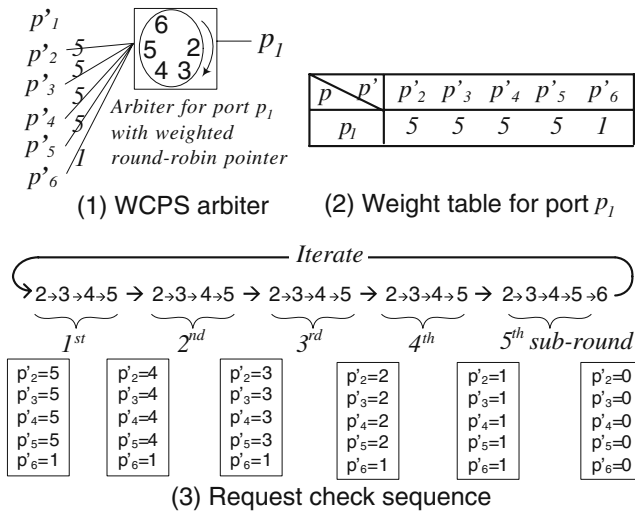 p'1
p'2 5
p'3 5
p'4 5
p'5 5
p'6 1
6
5 2
4 3
p1
Arbiter for port p1
with weighted
round-robin pointer
(1) WCPS arbiter
p p' p'2 p'3 p'4 p'5 p'6
p1 5 5 5 5 1
(2) Weight table for port p1
Iterate
2→3→4→5 → 2→3→4→5 → 2→3→4→5 → 2→3→4→5 → 2→3→4→5→6
1st 2nd 3rd 4th 5th sub-round
p'2=5 p'2=4 p'2=3 p'2=2 p'2=1 p'2=0
p'3=5 p'3=4 p'3=3 p'3=2 p'3=1 p'3=0
p'4=5 p'4=4 p'4=3 p'4=2 p'4=1 p'4=0
p'5=5 p'5=4 p'5=3 p'5=2 p'5=1 p'5=0
p'6=1 p'6=1 p'6=1 p'6=1 p'6=1 p'6=0
(3) Request check sequence